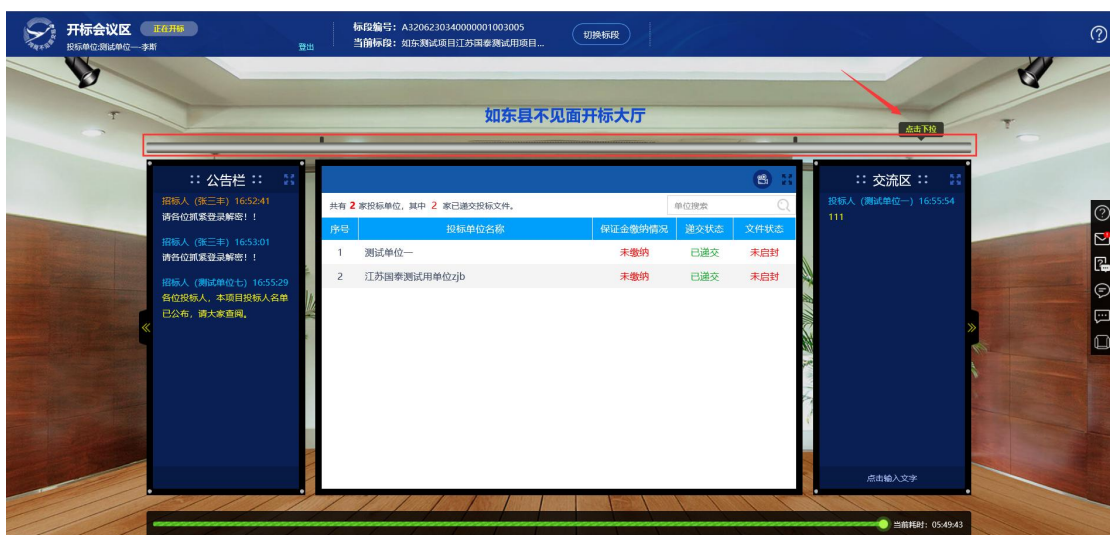 开标会议区 正在开标
投标单位:测试单位一--李斯 登出
标段编号：A3206230340000001003005
当前标段：如东测试项目江苏国泰测试用项目...
切换标段
如东县不见面开标大厅
点击下拉
:: 公告栏 ::
招标人 (张三丰) 16:52:41
请各位抓紧登录解密！！
招标人 (张三丰) 16:53:01
请各位抓紧登录解密！！
招标人 (测试单位七) 16:55:29
各位投标人，本项目投标人名单
已公布，请大家查阅。
共有 2 家投标单位，其中 2 家已递交投标文件。 单位搜索
序号 投标单位名称 保证金缴纳情况 递交状态 文件状态
1 测试单位一 未缴纳 已递交 未启封
2 江苏国泰测试用单位zjb 未缴纳 已递交 未启封
:: 交流区 ::
投标人 (测试单位一) 16:55:54
111
点击输入文字
当前耗时：05:49:43